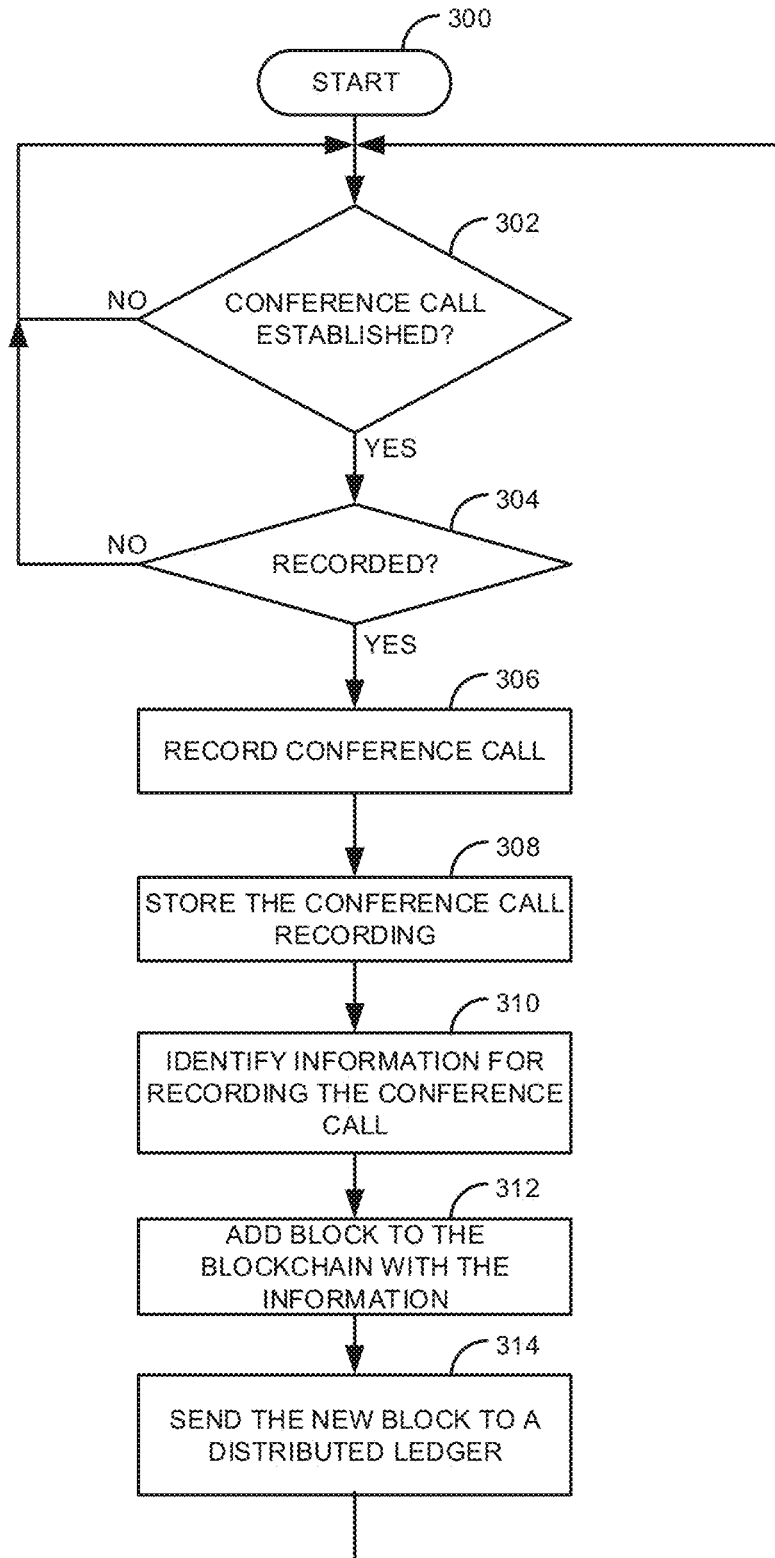 300
START
302
NO
CONFERENCE CALL
ESTABLISHED?
YES
304
NO
RECORDED?
YES
306
RECORD CONFERENCE CALL
308
STORE THE CONFERENCE CALL
RECORDING
310
IDENTIFY INFORMATION FOR
RECORDING THE CONFERENCE
CALL
312
ADD BLOCK TO THE
BLOCKCHAIN WITH THE
INFORMATION
314
SEND THE NEW BLOCK TO A
DISTRIBUTED LEDGER